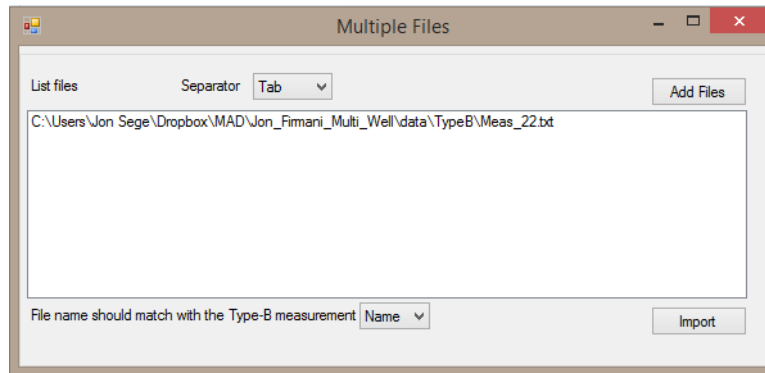 Multiple Files
List files Separator Tab Add Files
C:\Users\Jon Sege\Dropbox\MAD\Jon_Firmani_Multi_Well\data\TypeB\Meas_22.txt
File name should match with the Type-B measurement Name Import